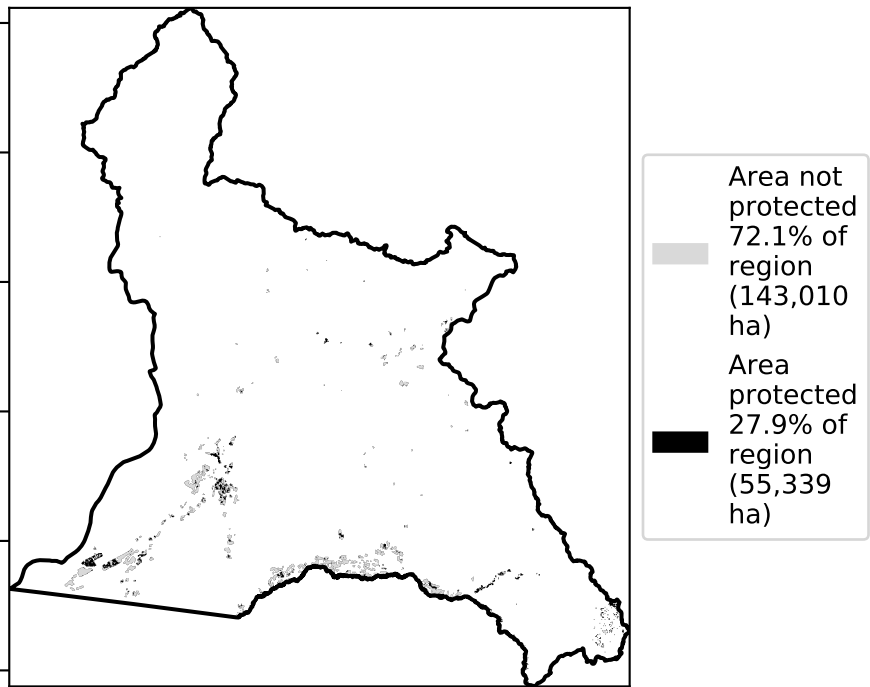 Area not
protected
72.1% of
region
(143,010
ha)
Area
protected
27.9% of
region
(55,339
ha)